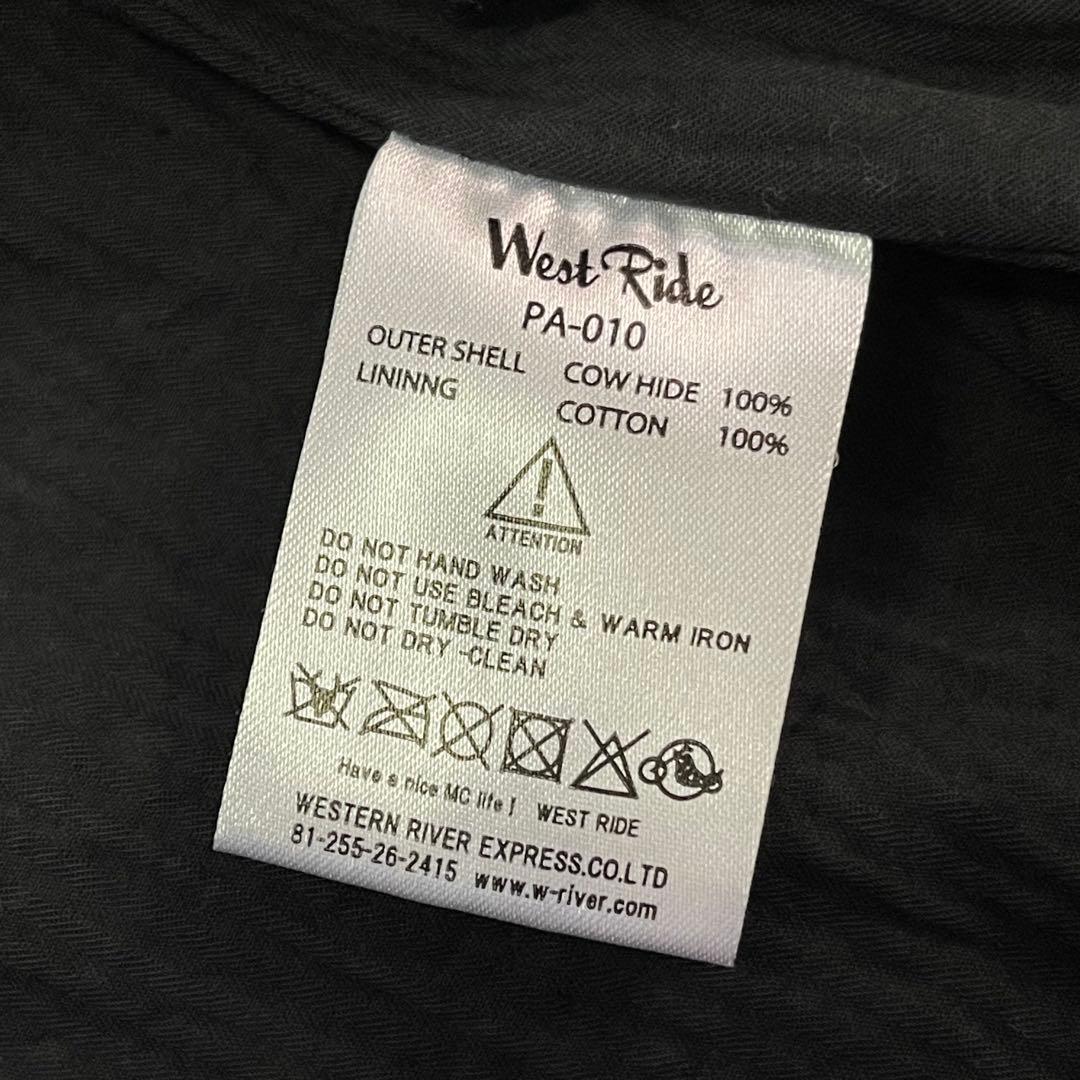 West Ride
PA-010
OUTER SHELL COW HIDE 100%
LININNG COTTON 100%
!
ATTENTION
DO NOT HAND WASH
DO NOT USE BLEACH & WARM IRON
DO NOT TUMBLE DRY
DO NOT DRY -CLEAN
Have a nice MC life ! WEST RIDE
WESTERN RIVER EXPRESS.CO.LTD
81-255-26-2415 www.w-river.com